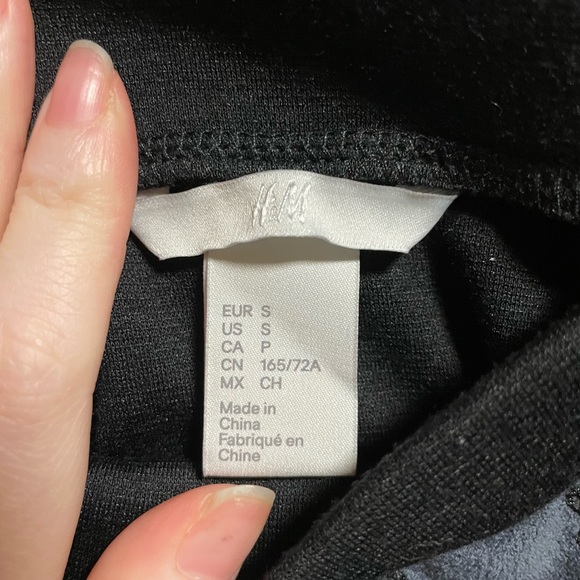 H&M
EUR S
US S
CA P
CN 165/72A
MX CH
Made in
China
Fabriqué en
Chine